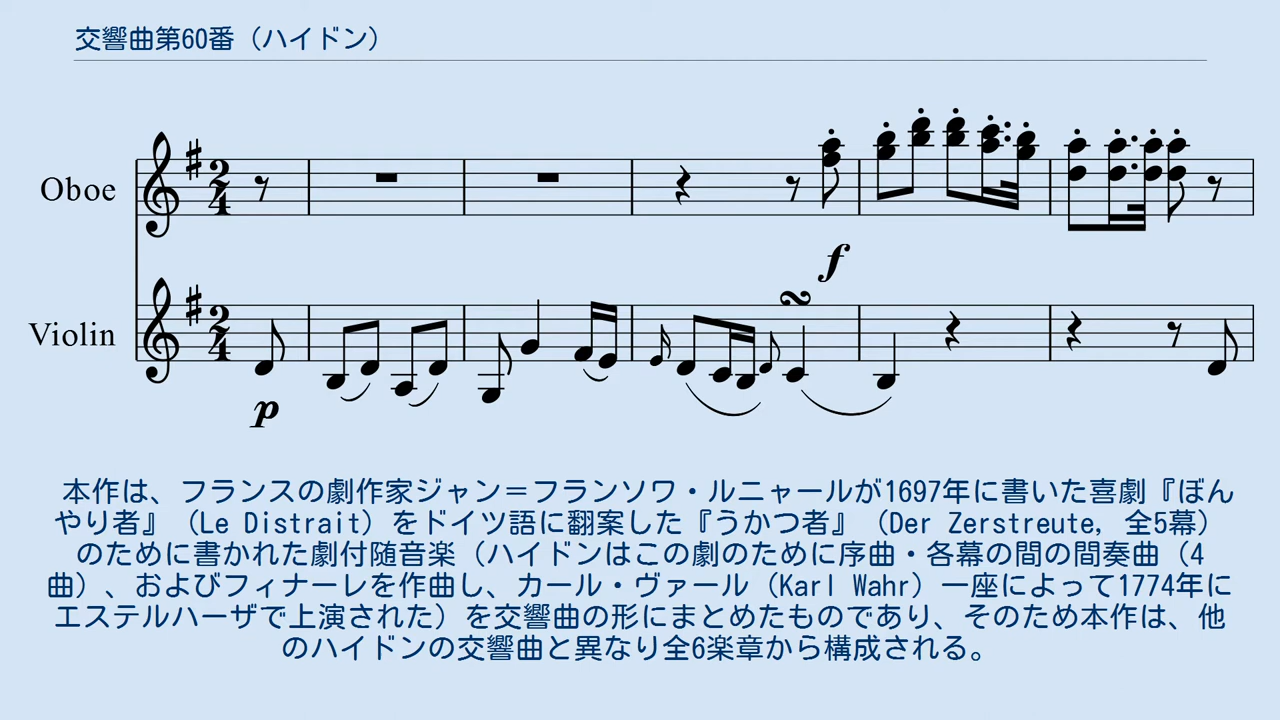 交響曲第60番（ハイドン）
Oboe
f
Violin
p
本作は、フランスの劇作家ジャン＝フランソワ・ルニャールが1697年に書いた喜劇『ぼん
やり者』（Le Distrait）をドイツ語に翻案した『うかつ者』（Der Zerstreute, 全5幕）
のために書かれた劇付随音楽（ハイドンはこの劇のために序曲・各幕の間の間奏曲（4
曲）、およびフィナーレを作曲し、カール・ヴァール（Karl Wahr）一座によって1774年に
エステルハーザで上演された）を交響曲の形にまとめたものであり、そのため本作は、他
のハイドンの交響曲と異なり全6楽章から構成される。